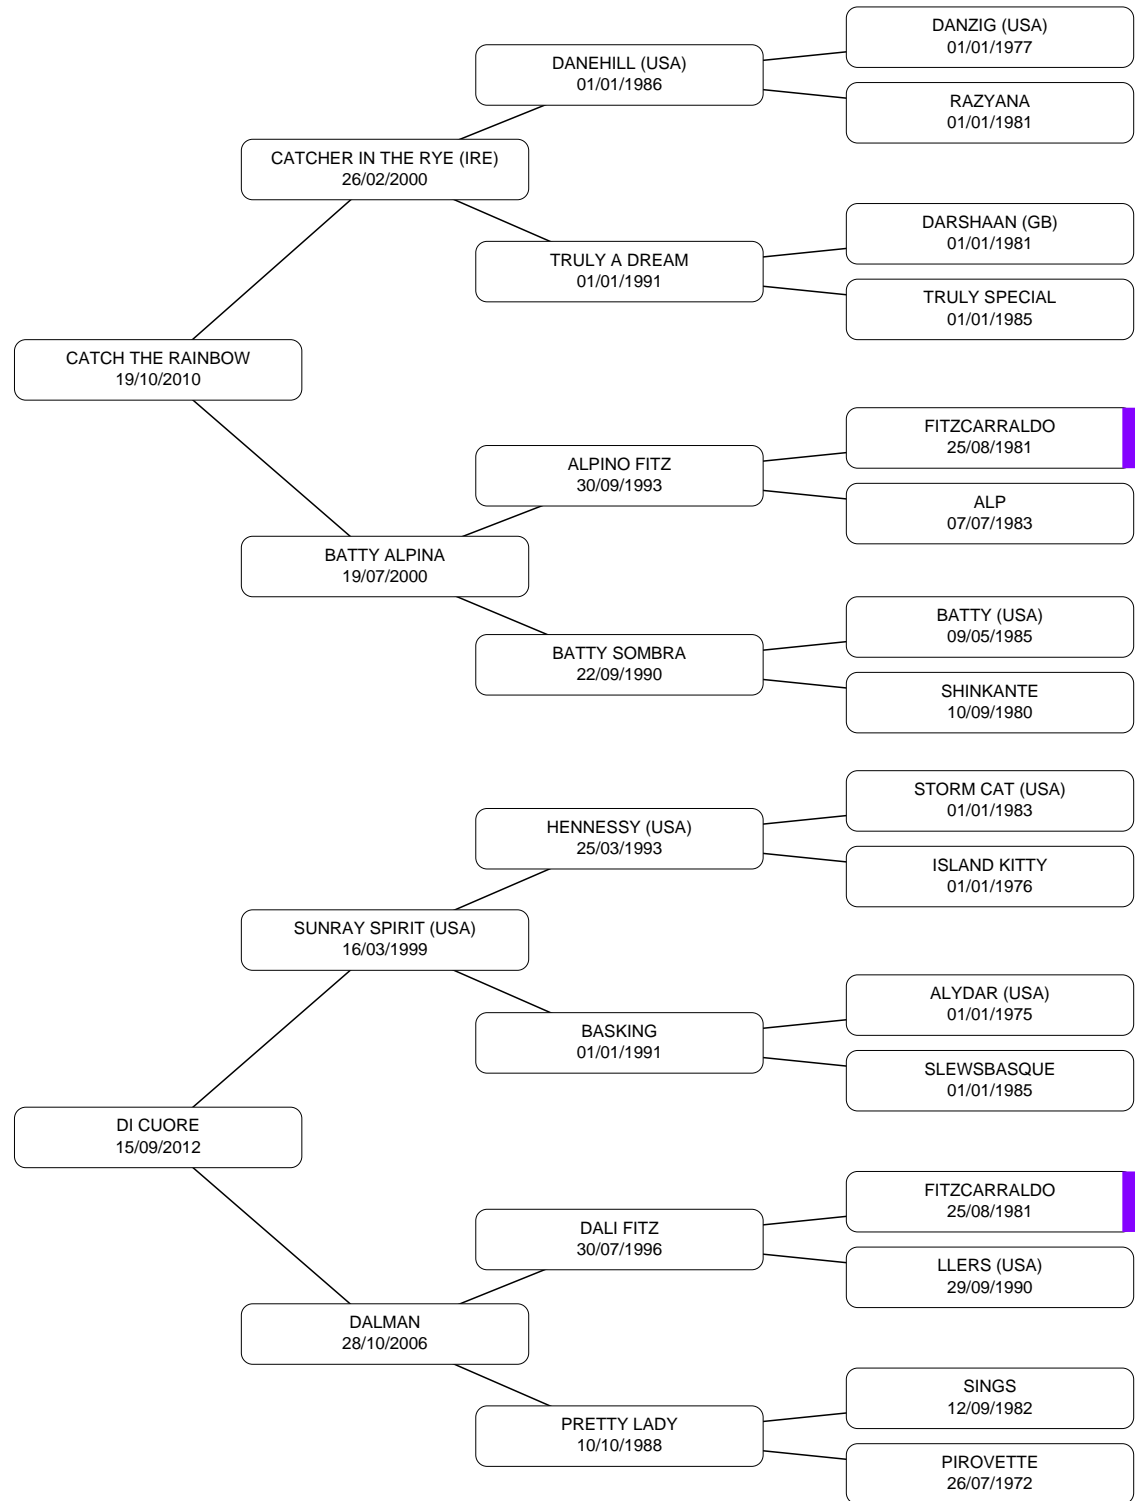 DANZIG (USA)
01/01/1977
DANEHILL (USA)
01/01/1986
RAZYANA
01/01/1981
CATCHER IN THE RYE (IRE)
26/02/2000
DARSHAAN (GB)
01/01/1981
TRULY A DREAM
01/01/1991
TRULY SPECIAL
01/01/1985
CATCH THE RAINBOW
19/10/2010
FITZCARRALDO
25/08/1981
ALPINO FITZ
30/09/1993
ALP
07/07/1983
BATTY ALPINA
19/07/2000
BATTY (USA)
09/05/1985
BATTY SOMBRA
22/09/1990
SHINKANTE
10/09/1980
STORM CAT (USA)
01/01/1983
HENNESSY (USA)
25/03/1993
ISLAND KITTY
01/01/1976
SUNRAY SPIRIT (USA)
16/03/1999
ALYDAR (USA)
01/01/1975
BASKING
01/01/1991
SLEWSBASQUE
01/01/1985
DI CUORE
15/09/2012
FITZCARRALDO
25/08/1981
DALI FITZ
30/07/1996
LLERS (USA)
29/09/1990
DALMAN
28/10/2006
SINGS
12/09/1982
PRETTY LADY
10/10/1988
PIROVETTE
26/07/1972